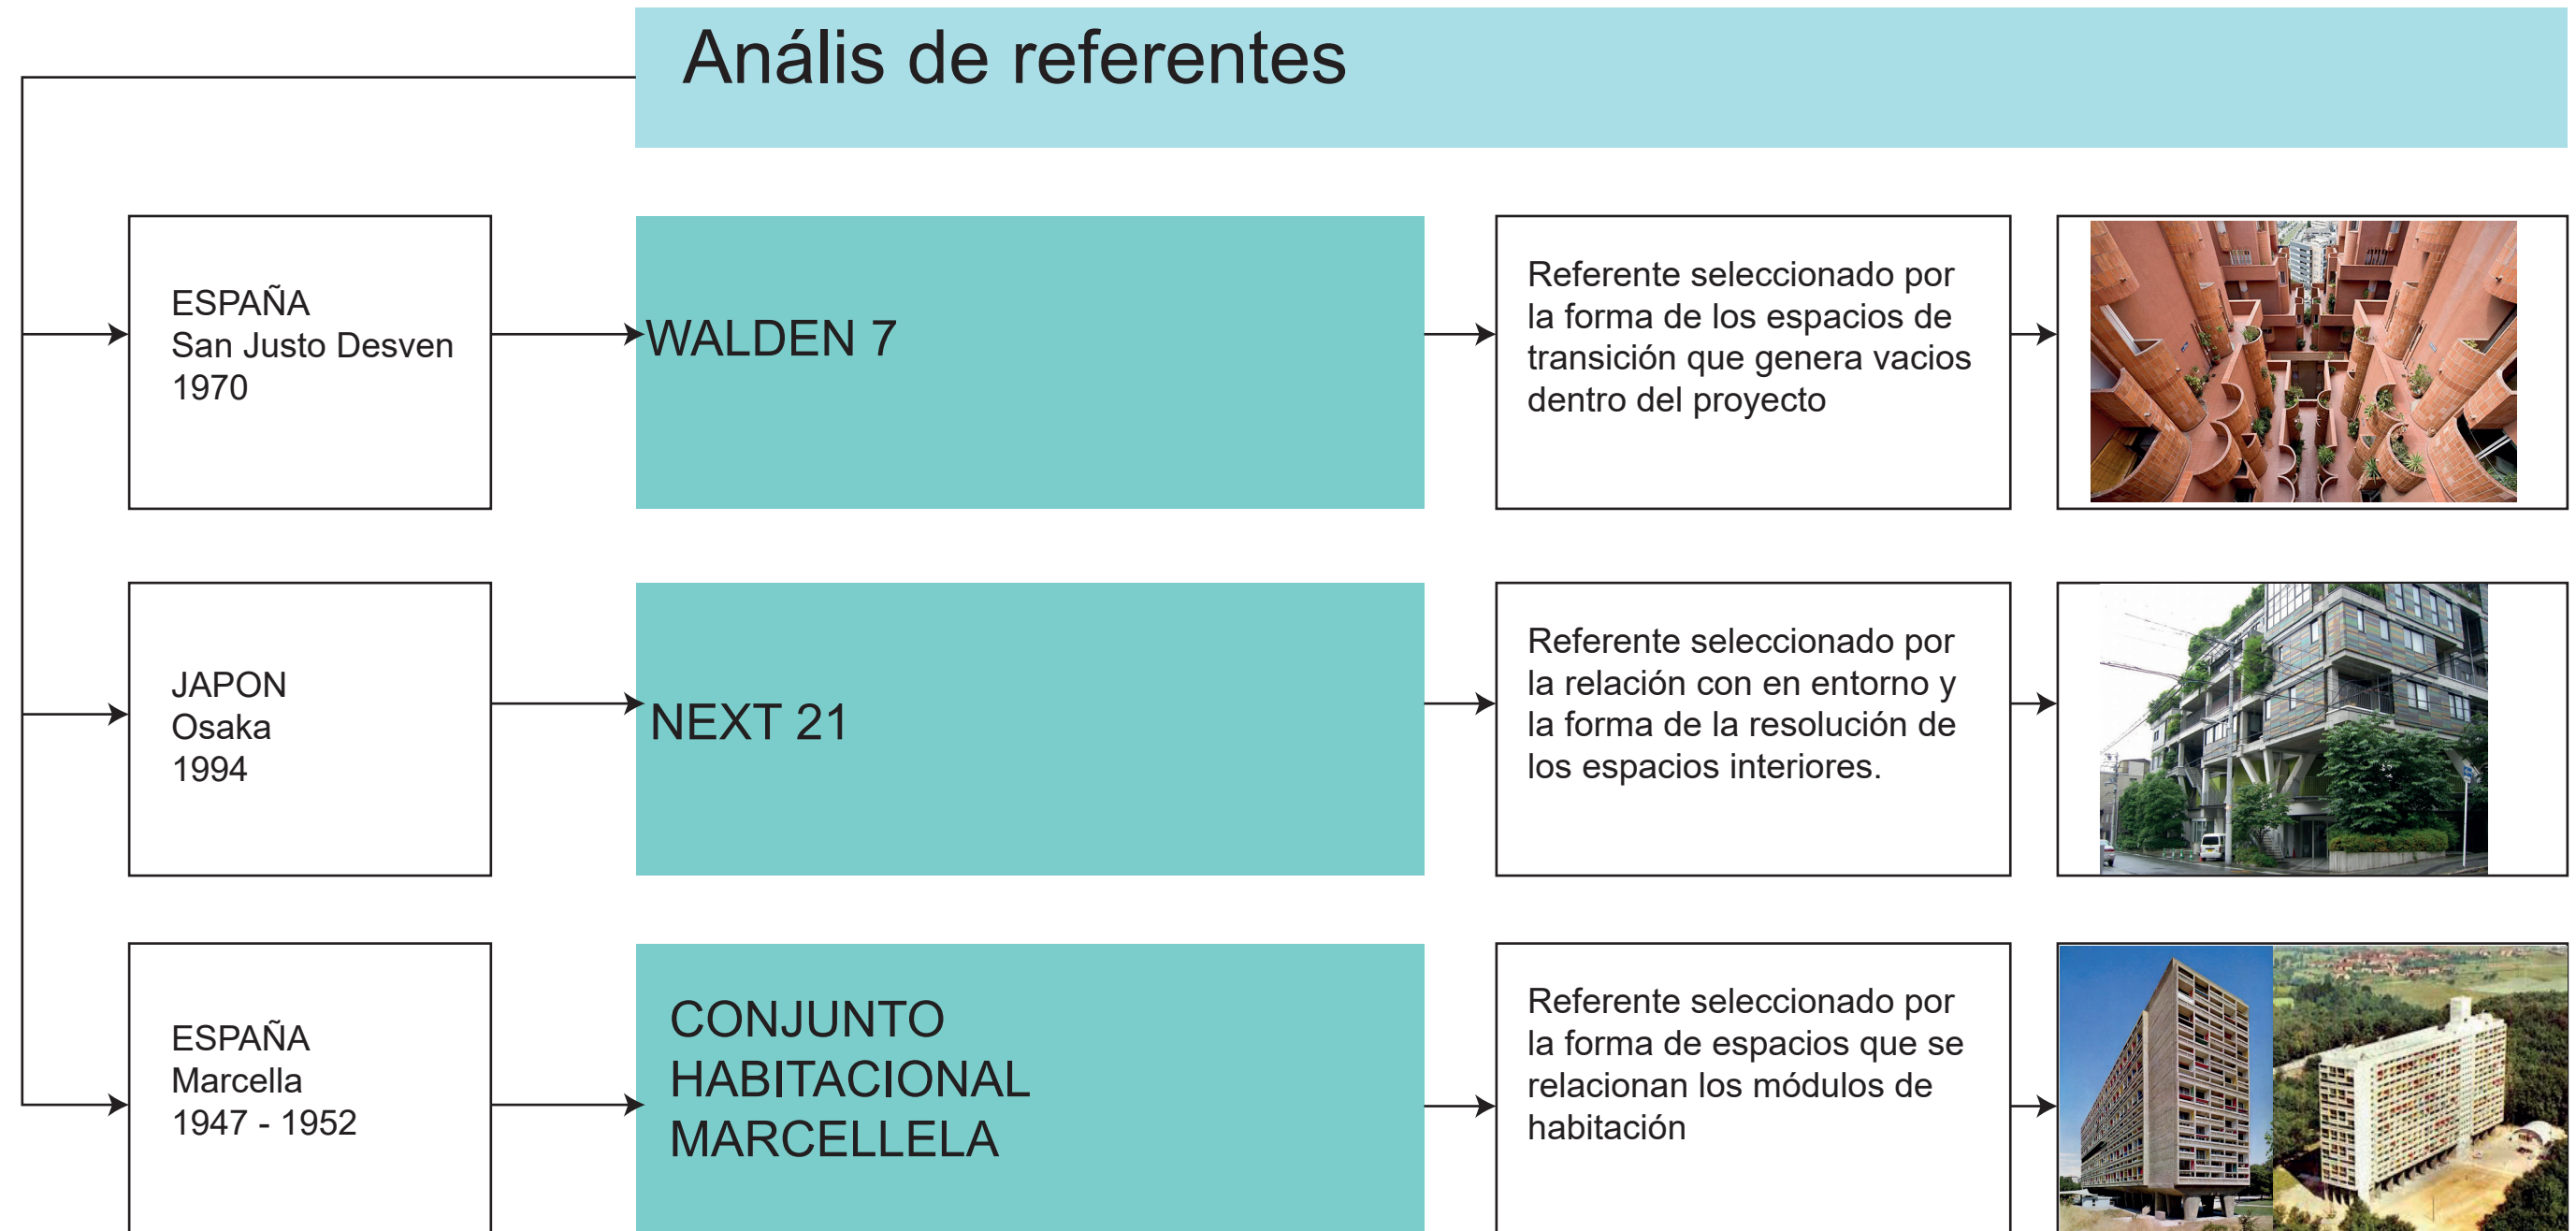 Anális de referentes
ESPAÑA
San Justo Desven
1970
WALDEN 7
Referente seleccionado por
la forma de los espacios de
transición que genera vacios
dentro del proyecto
JAPON
Osaka
1994
NEXT 21
Referente seleccionado por
la relación con en entorno y
la forma de la resolución de
los espacios interiores.
ESPAÑA
Marcella
1947 - 1952
CONJUNTO
HABITACIONAL
MARCELLELA
Referente seleccionado por
la forma de espacios que se
relacionan los módulos de
habitación